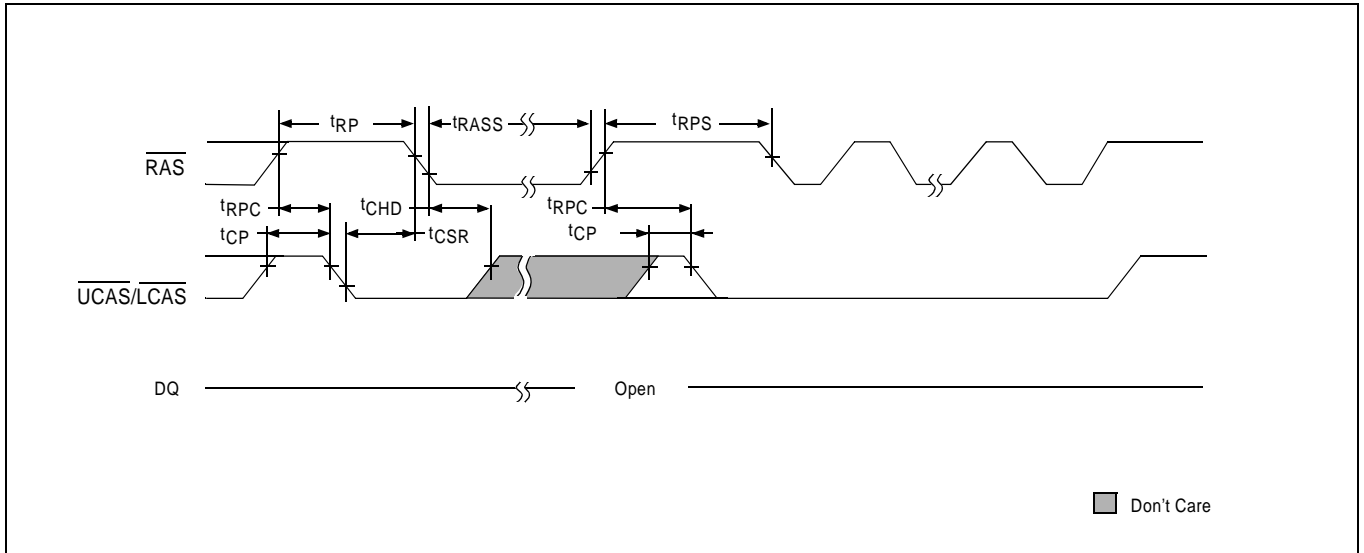 tRP
tRASS
tRPS
RAS
tRPC
tCHD
tRPC
tCP
tCSR
tCP
UCAS/LCAS
DQ
Open
Don't Care